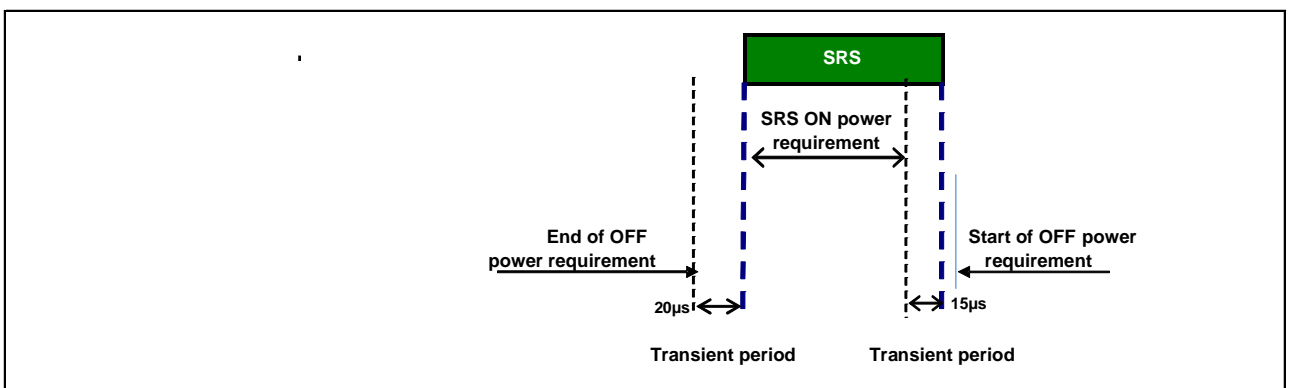 SRS
SRS ON power
requirement
End of OFF
power requirement
Start of OFF power
requirement
20µs
15µs
Transient period
Transient period